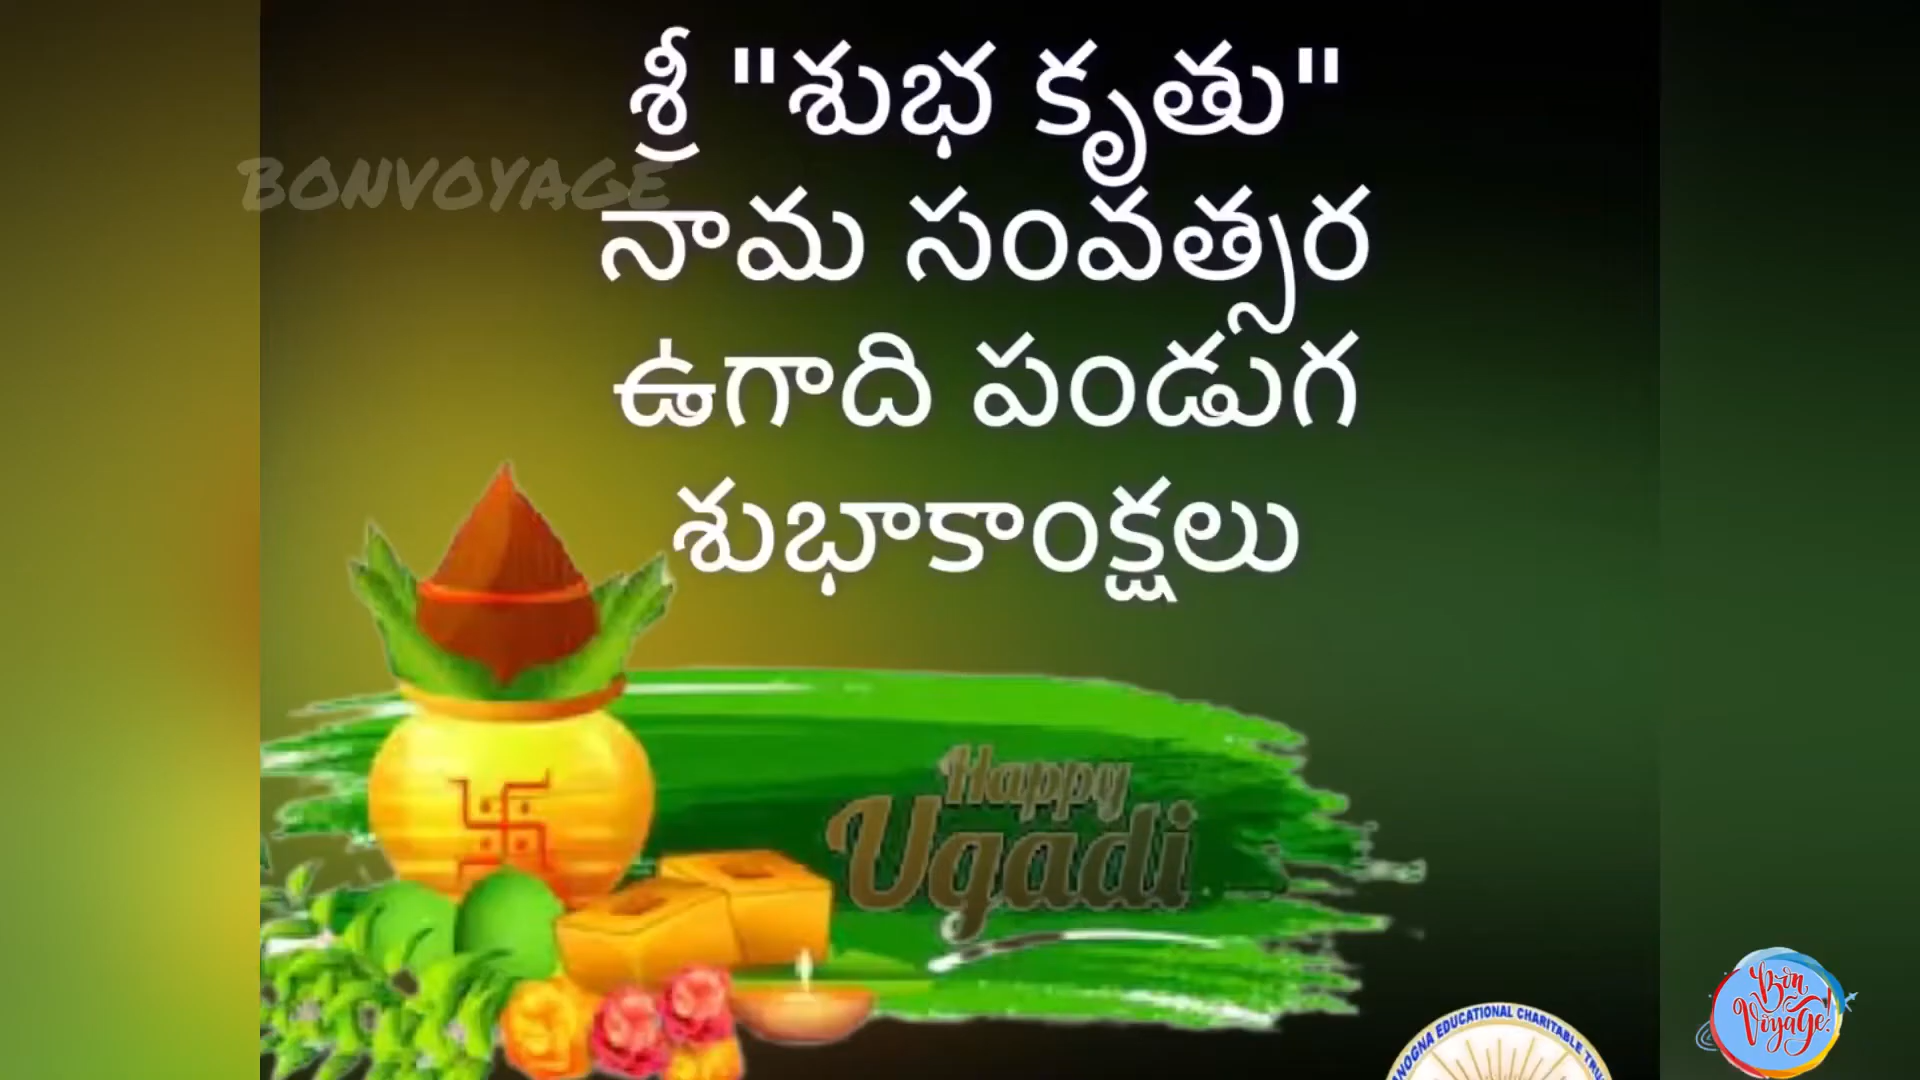 శ్రీ "శుభ కృతు"
BONVOYAGE
నామ సంవత్సర
ఉగాది పండుగ
శుభాకాంక్షలు
Happy
Ugadi
EDUCATIONAL CHARITABLE
Bon
Voyage!